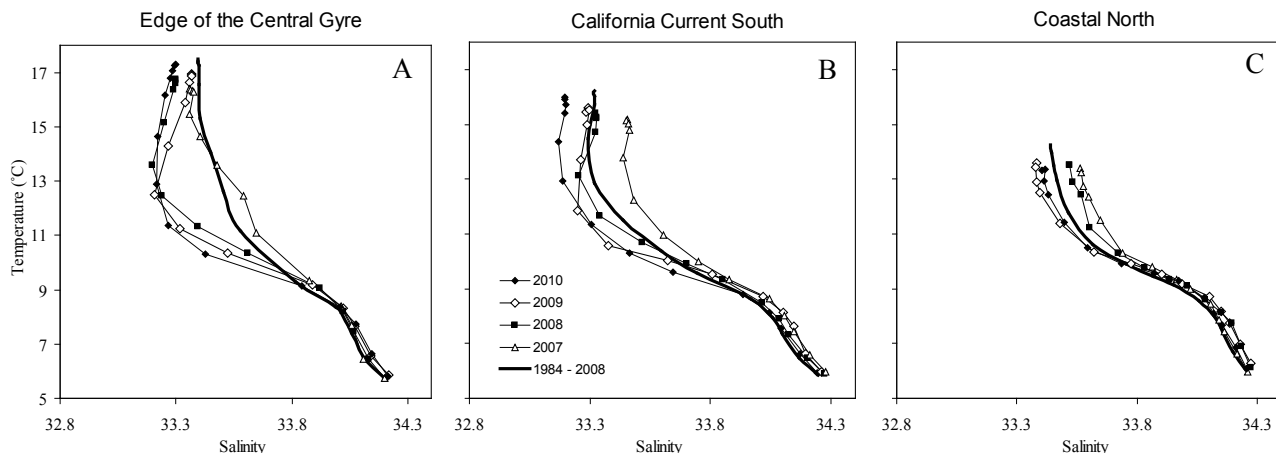 Edge of the Central Gyre
California Current South
Coastal North
A
B
C
Temperature (°C)
17
15
13
11
9
7
5
32.8
33.3
33.8
34.3
Salinity
2010
2009
2008
2007
1984 - 2008
32.8
33.3
33.8
34.3
Salinity
32.8
33.3
33.8
34.3
Salinity